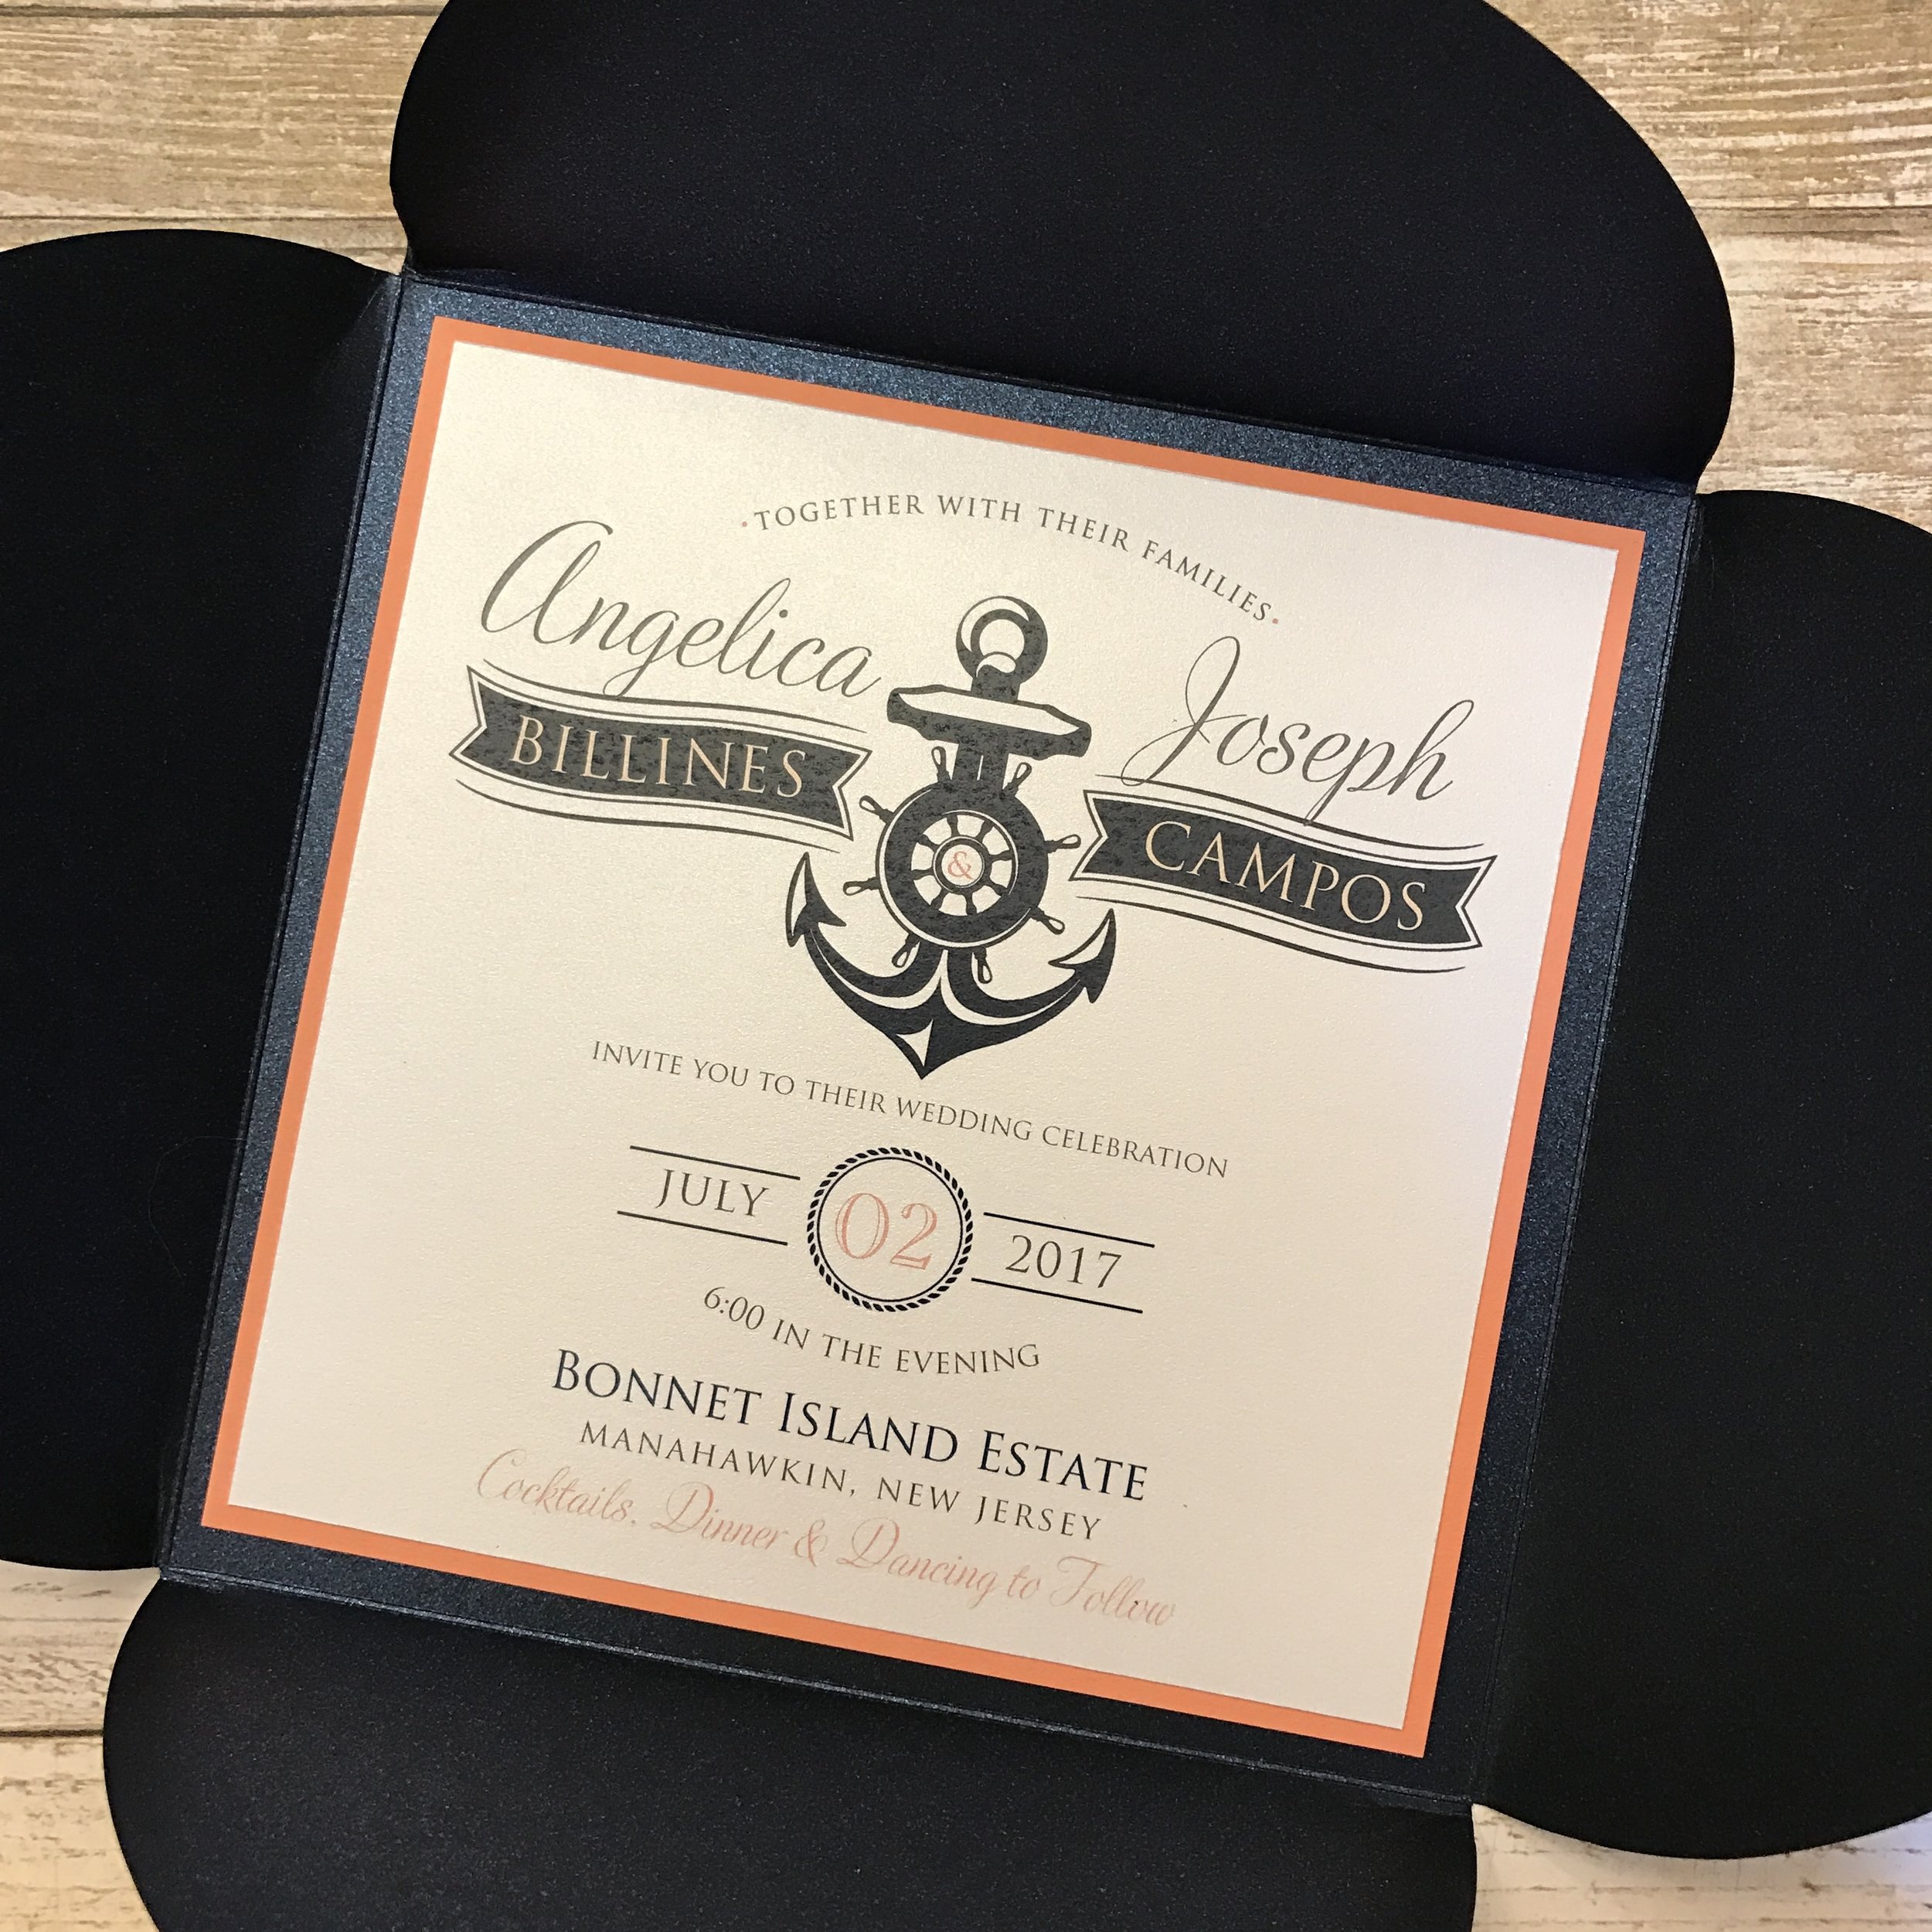 ·TOGETHER WITH THEIR FAMILIES·
Angelica
BILLINES
&
Joseph
CAMPOS
INVITE YOU TO THEIR WEDDING CELEBRATION
JULY 02 2017
6:00 IN THE EVENING
BONNET ISLAND ESTATE
MANAHAWKIN, NEW JERSEY
Cocktails, Dinner & Dancing to Follow